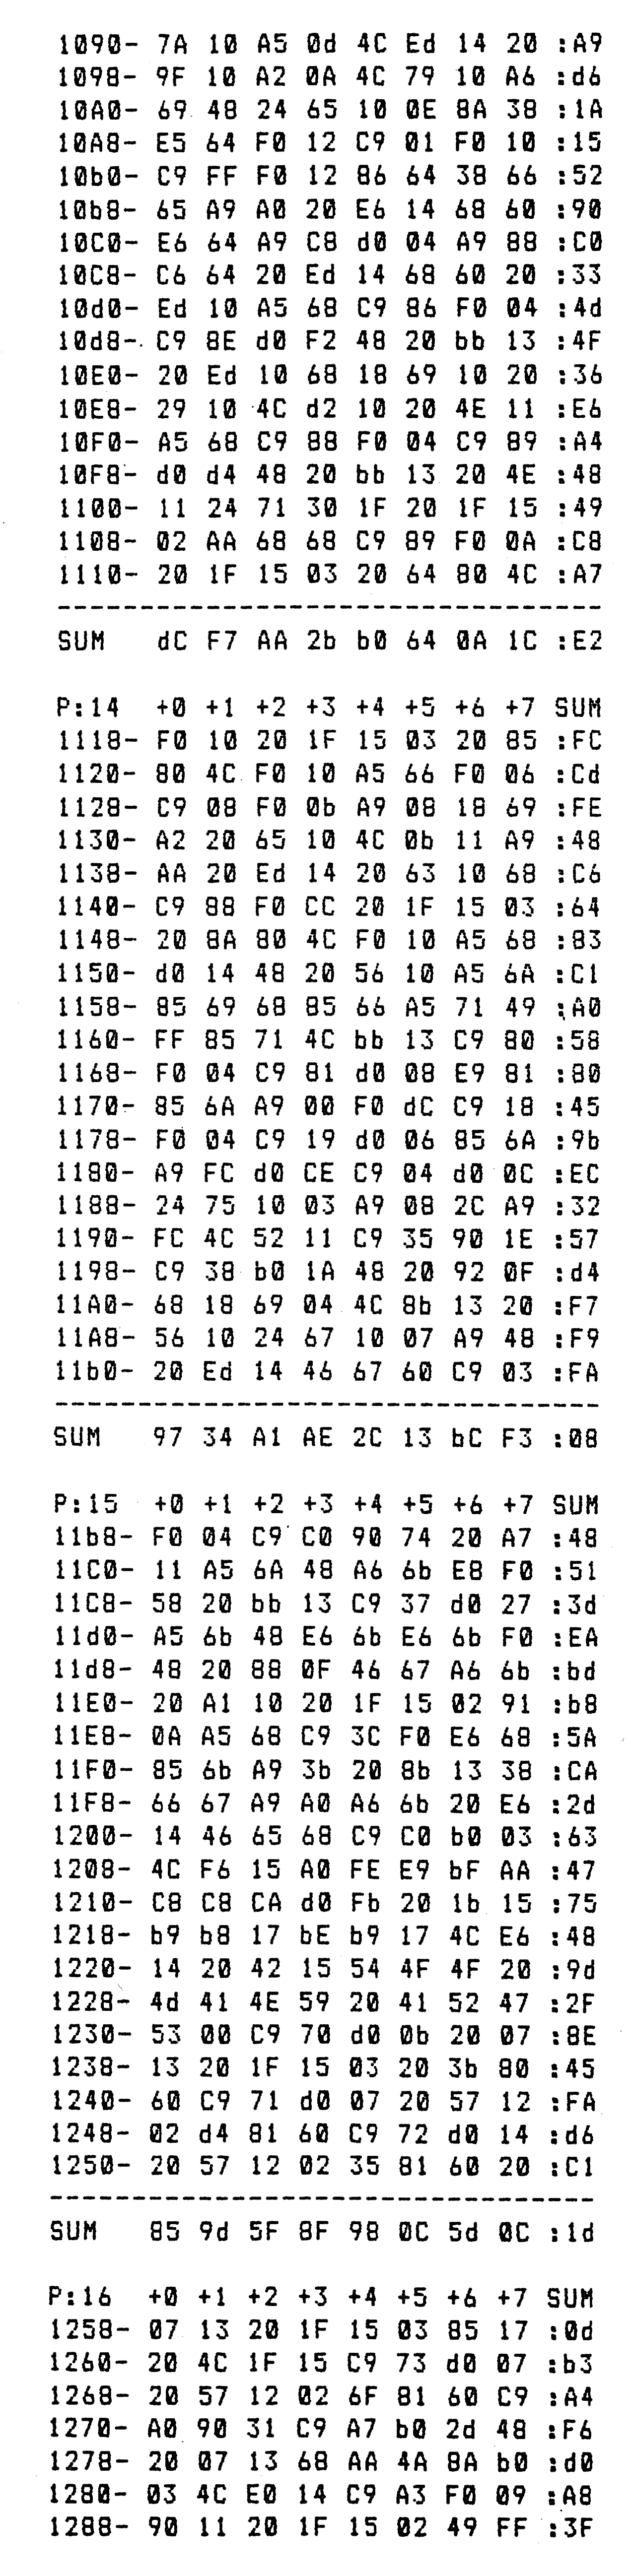 1090- 7A 10 A5 0d 4C Ed 14 20 :A9
1098- 9F 10 A2 0A 4C 79 10 A6 :d6
10A0- 69 48 24 65 10 0E 8A 38 :1A
10A8- E5 64 F0 12 C9 01 F0 10 :15
10b0- C9 FF F0 12 86 64 38 66 :52
10b8- 65 A9 A0 20 E6 14 68 60 :90
10C0- E6 64 A9 C8 d0 04 A9 88 :C0
10C8- C6 64 20 Ed 14 68 60 20 :33
10d0- Ed 10 A5 68 C9 86 F0 04 :4d
10d8- C9 8E d0 F2 48 20 bb 13 :4F
10E0- 20 Ed 10 68 18 69 10 20 :36
10E8- 29 10 4C d2 10 20 4E 11 :E6
10F0- A5 68 C9 88 F0 04 C9 89 :A4
10F8- d0 d4 48 20 bb 13 20 4E :48
1100- 11 24 71 30 1F 20 1F 15 :49
1108- 02 AA 68 68 C9 89 F0 0A :C8
1110- 20 1F 15 03 20 64 80 4C :A7
----------------------------------
SUM dC F7 AA 2b b0 64 0A 1C :E2
P:14 +0 +1 +2 +3 +4 +5 +6 +7 SUM
1118- F0 10 20 1F 15 03 20 85 :FC
1120- 80 4C F0 10 A5 66 F0 06 :Cd
1128- C9 08 F0 0b A9 08 18 69 :FE
1130- A2 20 65 10 4C 0b 11 A9 :48
1138- AA 20 Ed 14 20 63 10 68 :C6
1140- C9 88 F0 CC 20 1F 15 03 :64
1148- 20 8A 80 4C F0 10 A5 68 :83
1150- d0 14 48 20 56 10 A5 6A :C1
1158- 85 69 68 85 66 A5 71 49 :A0
1160- FF 85 71 4C bb 13 C9 80 :58
1168- F0 04 C9 81 d0 08 E9 81 :80
1170- 85 6A A9 00 F0 dC C9 18 :45
1178- F0 04 C9 19 d0 06 85 6A :9b
1180- A9 FC d0 CE C9 04 d0 0C :EC
1188- 24 75 10 03 A9 08 2C A9 :32
1190- FC 4C 52 11 C9 35 90 1E :57
1198- C9 38 b0 1A 48 20 92 0F :d4
11A0- 68 18 69 04 4C 8b 13 20 :F7
11A8- 56 10 24 67 10 07 A9 48 :F9
11b0- 20 Ed 14 46 67 60 C9 03 :FA
----------------------------------
SUM 97 34 A1 AE 2C 13 bC F3 :08
P:15 +0 +1 +2 +3 +4 +5 +6 +7 SUM
11b8- F0 04 C9 C0 90 74 20 A7 :48
11C0- 11 A5 6A 48 A6 6b E8 F0 :51
11C8- 58 20 bb 13 C9 37 d0 27 :3d
11d0- A5 6b 48 E6 6b E6 6b F0 :EA
11d8- 48 20 88 0F 46 67 A6 6b :bd
11E0- 20 A1 10 20 1F 15 02 91 :b8
11E8- 0A A5 68 C9 3C F0 E6 68 :5A
11F0- 85 6b A9 3b 20 8b 13 38 :CA
11F8- 66 67 A9 A0 A6 6b 20 E6 :2d
1200- 14 46 65 68 C9 C0 b0 03 :63
1208- 4C F6 15 A0 FE E9 bF AA :47
1210- C8 C8 CA d0 Fb 20 1b 15 :75
1218- b9 b8 17 bE b9 17 4C E6 :48
1220- 14 20 42 15 54 4F 4F 20 :9d
1228- 4d 41 4E 59 20 41 52 47 :2F
1230- 53 00 C9 70 d0 0b 20 07 :8E
1238- 13 20 1F 15 03 20 3b 80 :45
1240- 60 C9 71 d0 07 20 57 12 :FA
1248- 02 d4 81 60 C9 72 d0 14 :d6
1250- 20 57 12 02 35 81 60 20 :C1
----------------------------------
SUM 85 9d 5F 8F 98 0C 5d 0C :1d
P:16 +0 +1 +2 +3 +4 +5 +6 +7 SUM
1258- 07 13 20 1F 15 03 85 17 :0d
1260- 20 4C 1F 15 C9 73 d0 07 :b3
1268- 20 57 12 02 6F 81 60 C9 :A4
1270- A0 90 31 C9 A7 b0 2d 48 :F6
1278- 20 07 13 68 AA 4A 8A b0 :d0
1280- 03 4C E0 14 C9 A3 F0 09 :A8
1288- 90 11 20 1F 15 02 49 FF :3F